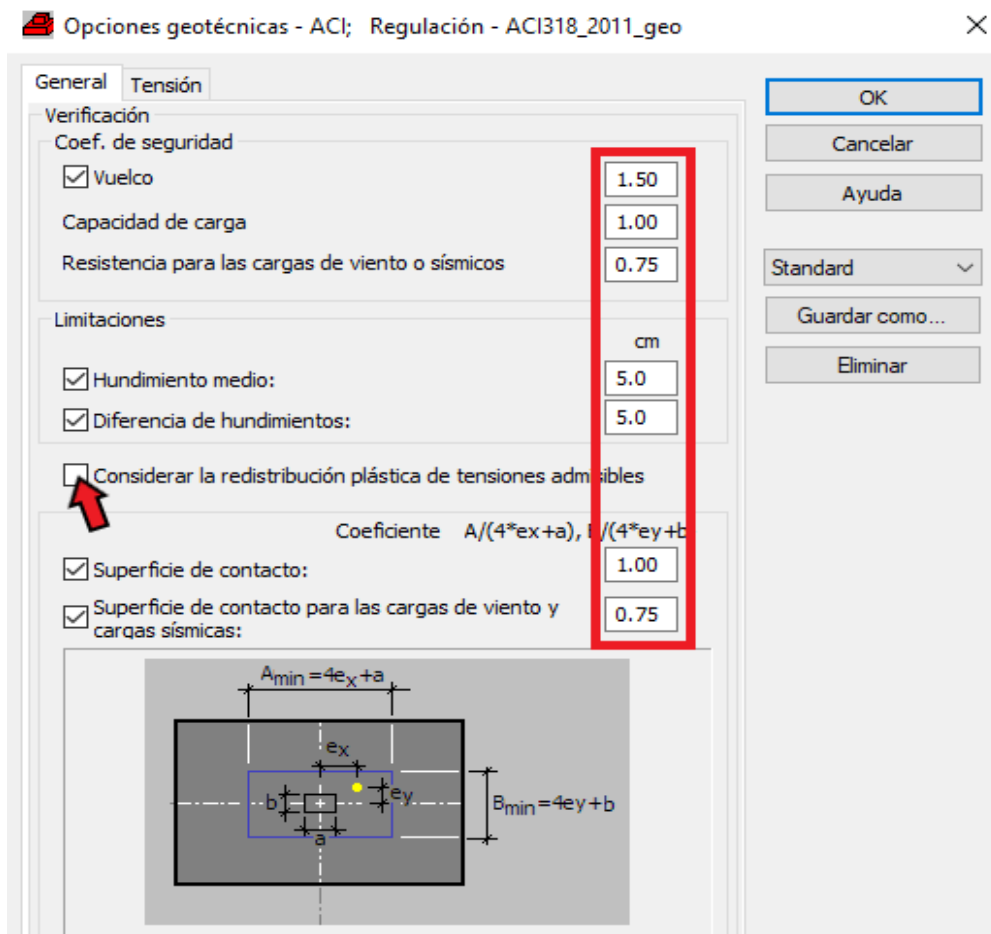 Opciones geotécnicas - ACI; Regulación - ACI318_2011_geo
General Tensión
OK
Verificación
Coef. de seguridad
Cancelar
Vuelco 1.50
Ayuda
Capacidad de carga 1.00
Resistencia para las cargas de viento o sísmicos 0.75
Standard
Limitaciones
Guardar como...
cm
Eliminar
Hundimiento medio: 5.0
Diferencia de hundimientos: 5.0
Considerar la redistribución plástica de tensiones admisibles
Coeficiente A/(4*ex+a), B/(4*ey+b
Superficie de contacto: 1.00
Superficie de contacto para las cargas de viento y
cargas sísmicas: 0.75
Amin=4ex+a
ex
b
ey
Bmin=4ey+b
a